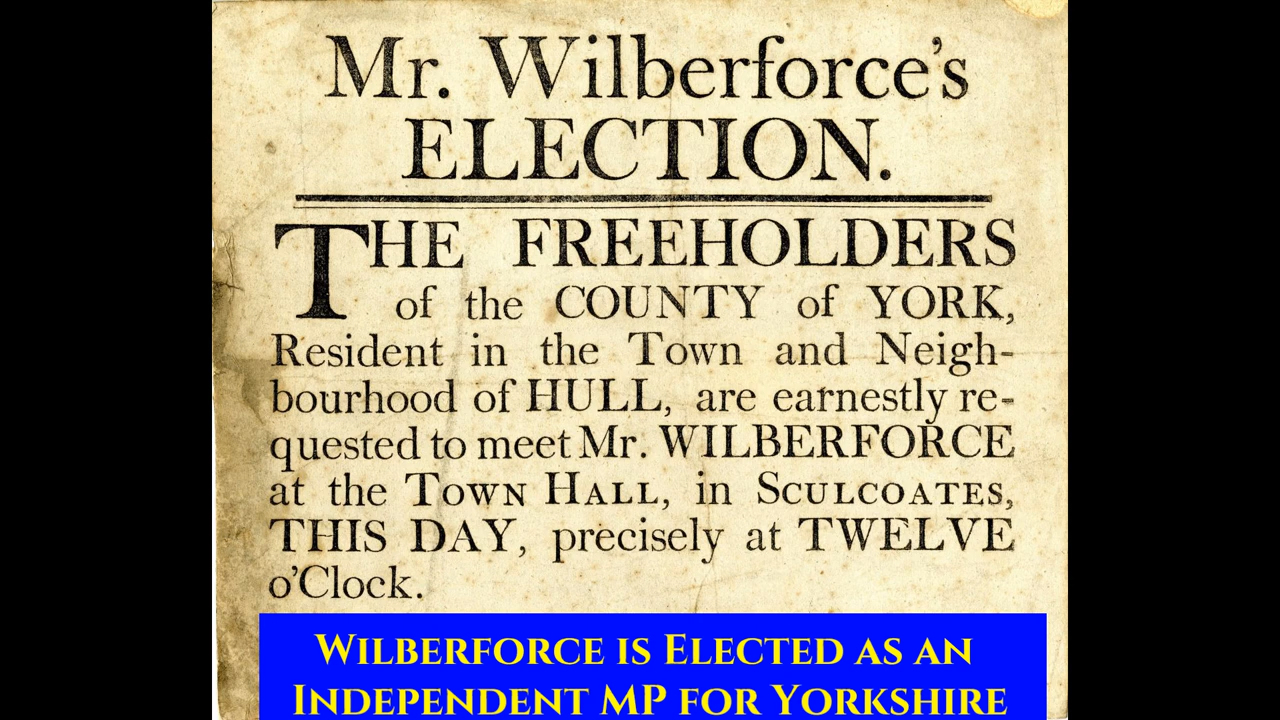 Mr. Wilberforce's
ELECTION.
THE FREEHOLDERS
of the COUNTY of YORK,
Resident in the Town and Neigh-
bourhood of HULL, are earnestly re-
quested to meet Mr. WILBERFORCE
at the TOWN HALL, in SCULCOATES,
THIS DAY, precisely at TWELVE
o'Clock.
WILBERFORCE IS ELECTED AS AN
INDEPENDENT MP FOR YORKSHIRE